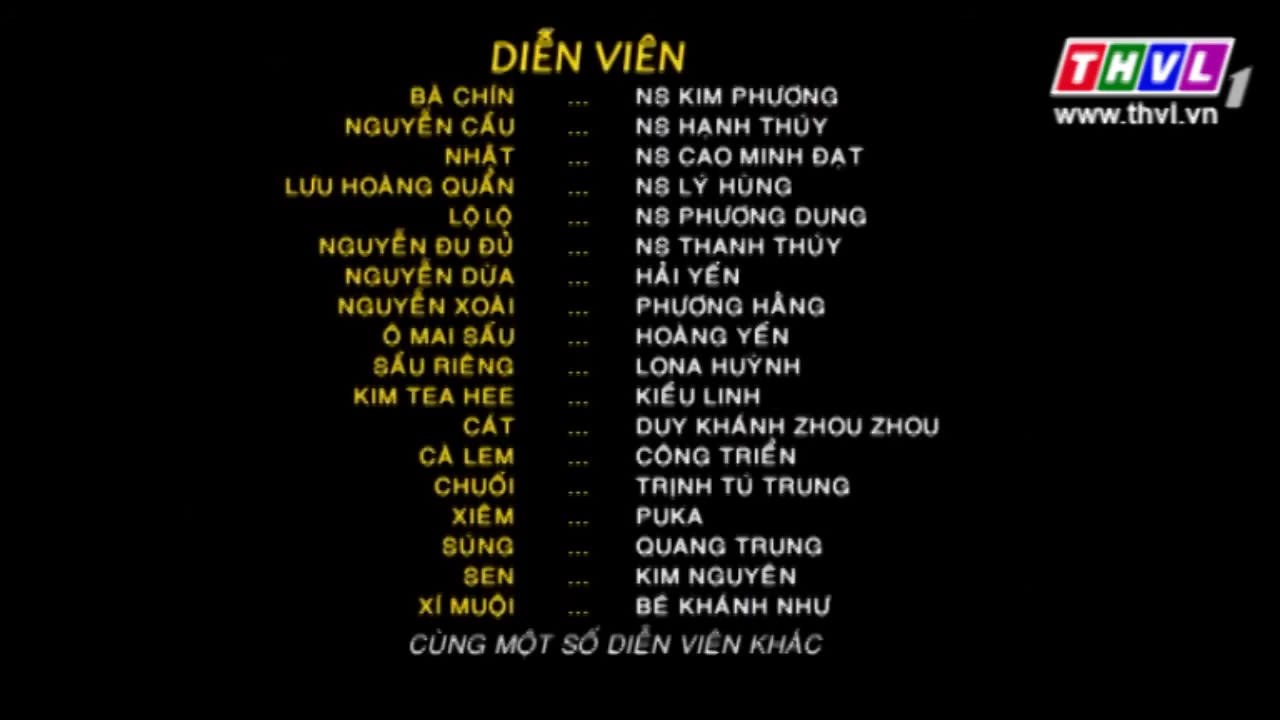 DIỄN VIÊN
BÀ CHÍN ... NS KIM PHƯƠNG
NGUYỄN CẦU ... NS HẠNH THÚY
NHẬT ... NS CAO MINH ĐẠT
LƯU HOÀNG QUẨN ... NS LÝ HÙNG
LỘ LỘ ... NS PHƯƠNG DUNG
NGUYỄN ĐU ĐỦ ... NS THANH THÚY
NGUYỄN DỪA ... HẢI YẾN
NGUYỄN XOÀI ... PHƯƠNG HẰNG
Ô MAI SẤU ... HOÀNG YẾN
SẦU RIÊNG ... LONA HUỲNH
KIM TEA HEE ... KIỀU LINH
CÁT ... DUY KHÁNH ZHOU ZHOU
CÀ LEM ... CÔNG TRIỂN
CHUỐI ... TRỊNH TÚ TRUNG
XIÊM ... PUKA
SÚNG ... QUANG TRUNG
SEN ... KIM NGUYÊN
XÍ MUỘI ... BÉ KHÁNH NHƯ
CÙNG MỘT SỐ DIỄN VIÊN KHÁC
THVL1
www.thvl.vn